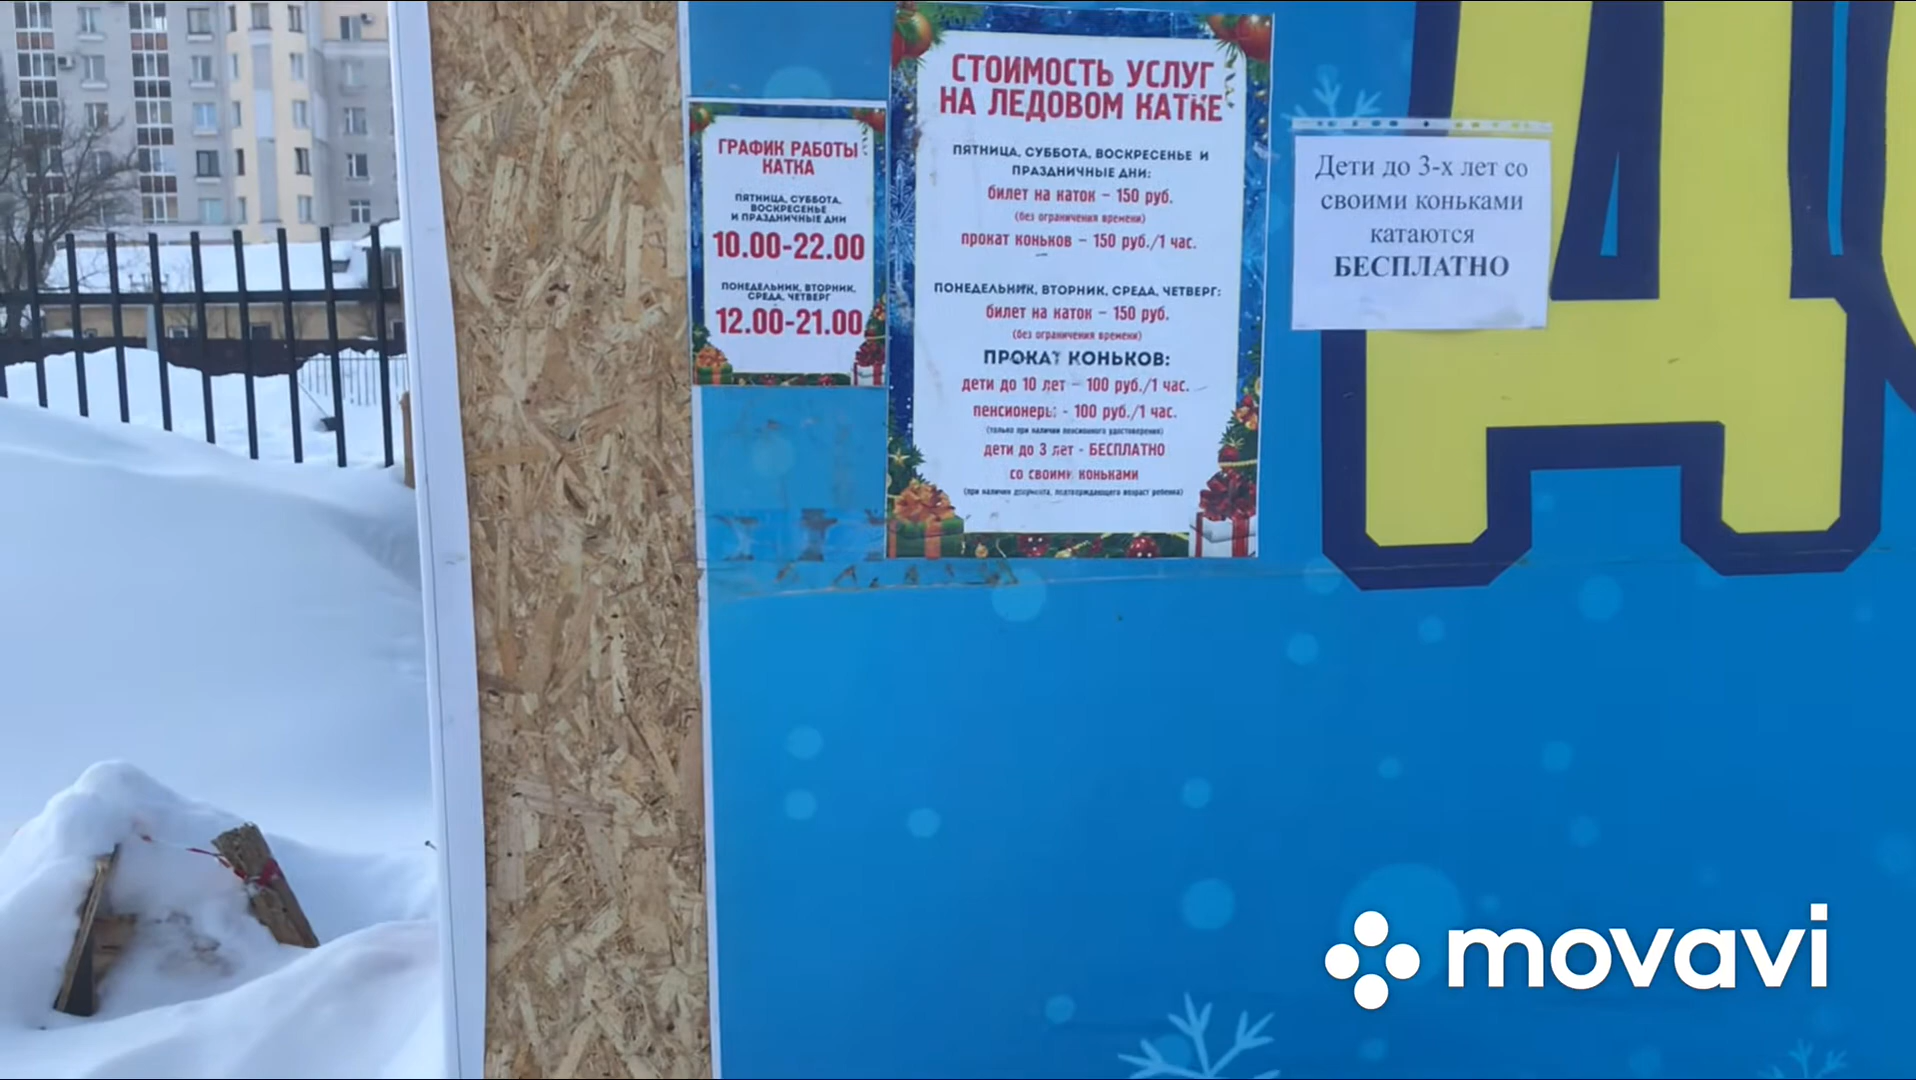 ГРАФИК РАБОТЫ
КАТКА
ПЯТНИЦА, СУББОТА,
ВОСКРЕСЕНЬЕ
И ПРАЗДНИЧНЫЕ ДНИ
10.00-22.00
ПОНЕДЕЛЬНИК, ВТОРНИК,
СРЕДА, ЧЕТВЕРГ
12.00-21.00
СТОИМОСТЬ УСЛУГ
НА ЛЕДОВОМ КАТКЕ
ПЯТНИЦА, СУББОТА, ВОСКРЕСЕНЬЕ И
ПРАЗДНИЧНЫЕ ДНИ:
билет на каток – 150 руб.
(без ограничения времени)
прокат коньков – 150 руб./1 час.
ПОНЕДЕЛЬНИК, ВТОРНИК, СРЕДА, ЧЕТВЕРГ:
билет на каток – 150 руб.
(без ограничения времени)
ПРОКАТ КОНЬКОВ:
дети до 10 лет – 100 руб./1 час.
пенсионеры: - 100 руб./1 час.
(только при наличии пенсионного удостоверения)
дети до 3 лет - БЕСПЛАТНО
со своими коньками
(при наличии документа, подтверждающего возраст ребенка)
Дети до 3-х лет со
своими коньками
катаются
БЕСПЛАТНО
Д
movavi